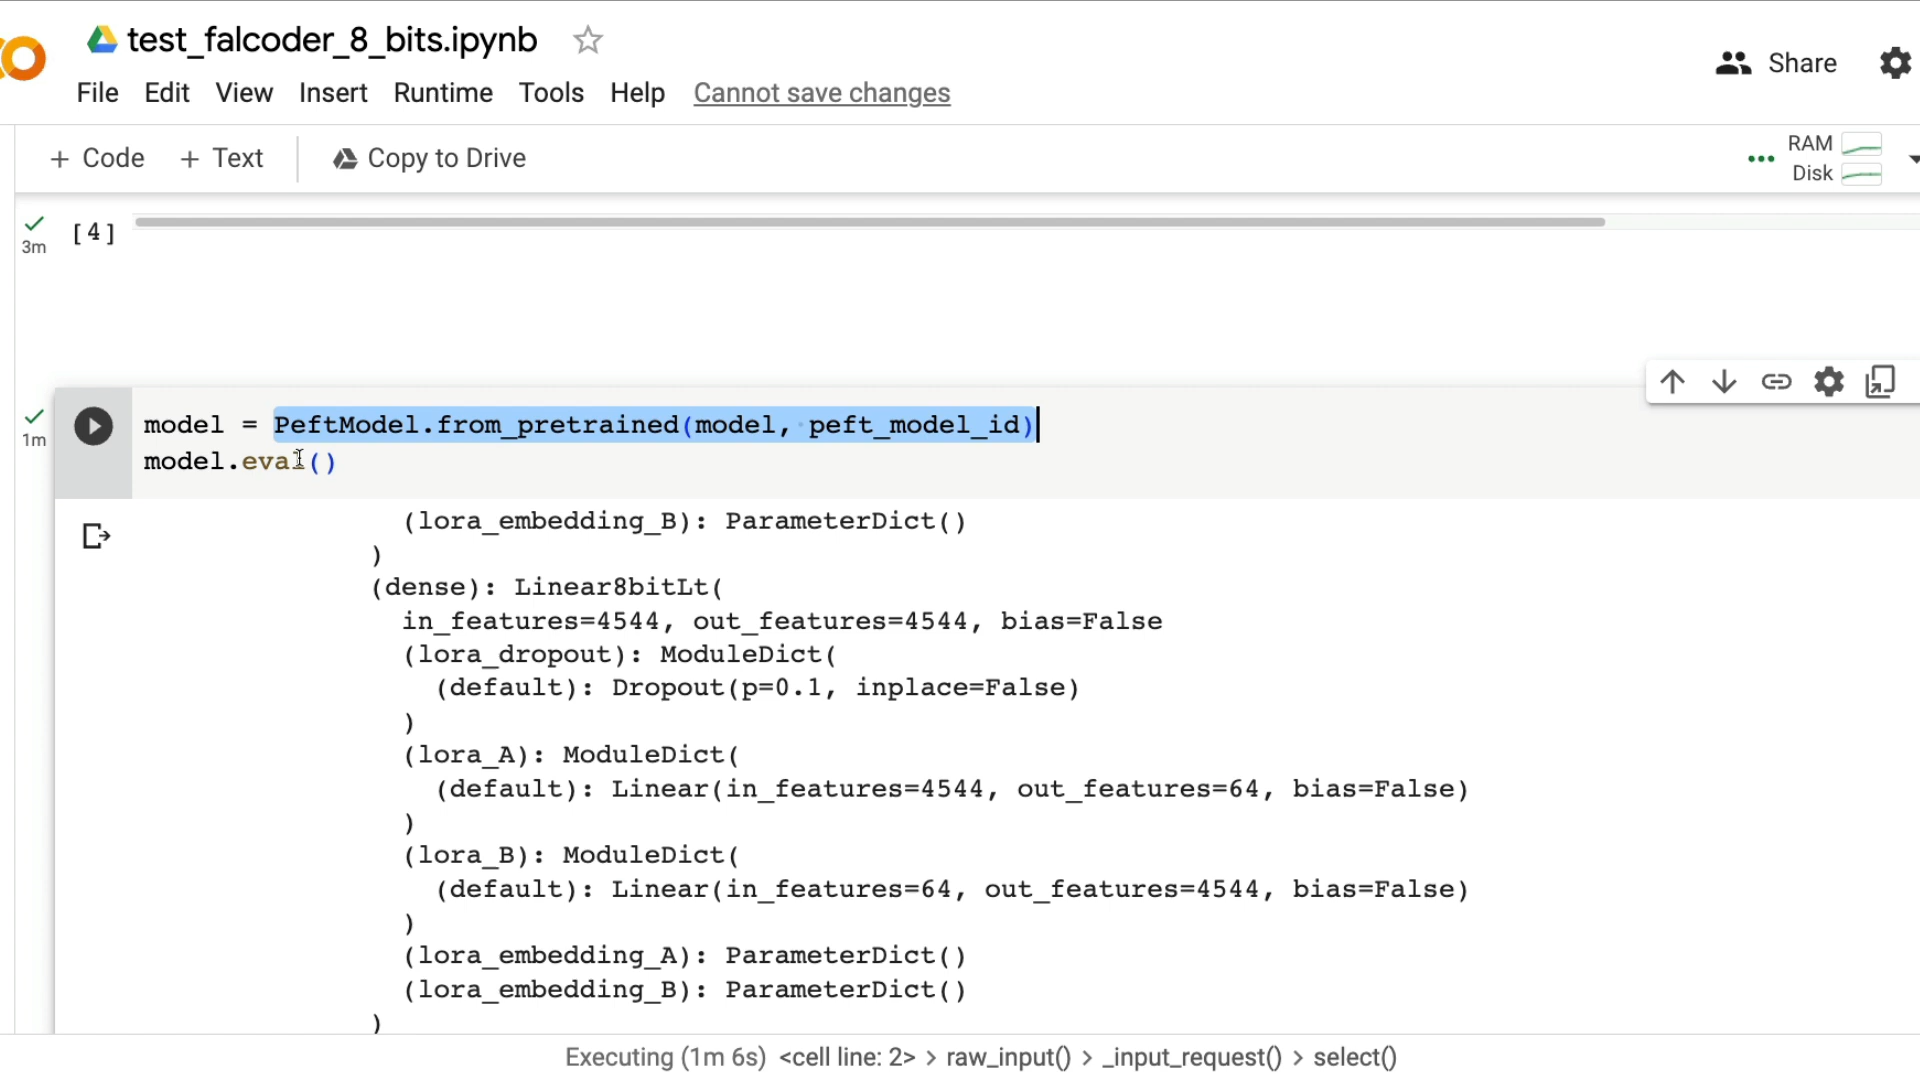 test_falcoder_8_bits.ipynb
File Edit View Insert Runtime Tools Help Cannot save changes
Share
+ Code + Text Copy to Drive
RAM
Disk
3m
[4]
1m
model = PeftModel.from_pretrained(model, peft_model_id)
model.eval()
(lora_embedding_B): ParameterDict()
)
(dense): Linear8bitLt(
in_features=4544, out_features=4544, bias=False
(lora_dropout): ModuleDict(
(default): Dropout(p=0.1, inplace=False)
)
(lora_A): ModuleDict(
(default): Linear(in_features=4544, out_features=64, bias=False)
)
(lora_B): ModuleDict(
(default): Linear(in_features=64, out_features=4544, bias=False)
)
(lora_embedding_A): ParameterDict()
(lora_embedding_B): ParameterDict()
)
Executing (1m 6s) <cell line: 2> > raw_input() > _input_request() > select()